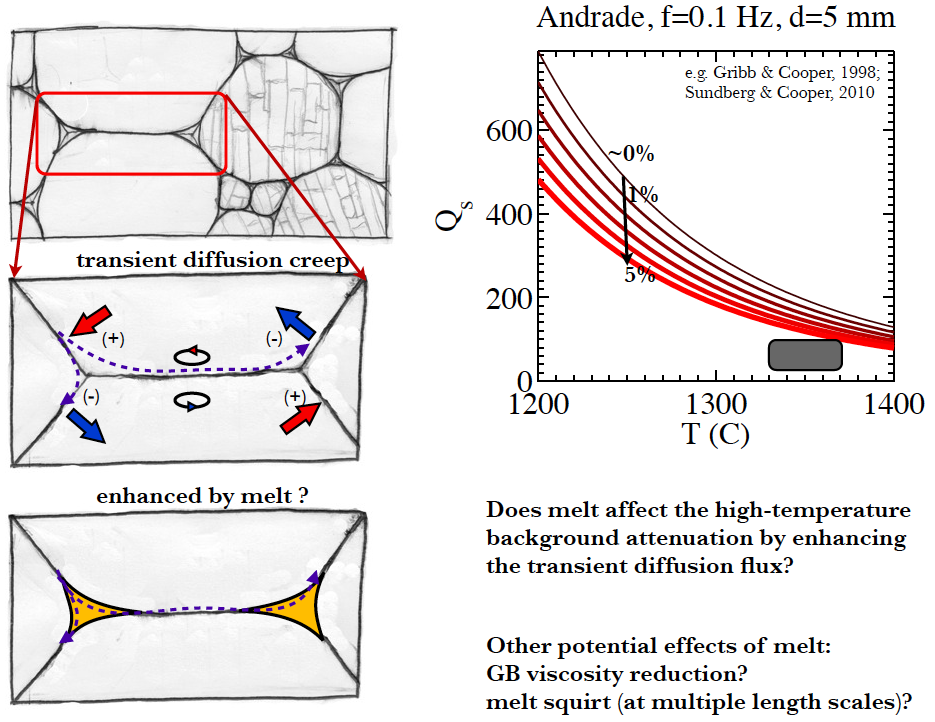 Andrade, f=0.1 Hz, d=5 mm
e.g. Gribb & Cooper, 1998;
Sundberg & Cooper, 2010
600
400
200
0
Qs
~0%
1%
5%
1200
1300
1400
T (C)
transient diffusion creep
(+)
(-)
(-)
(+)
enhanced by melt ?
Does melt affect the high-temperature
background attenuation by enhancing
the transient diffusion flux?
Other potential effects of melt:
GB viscosity reduction?
melt squirt (at multiple length scales)?